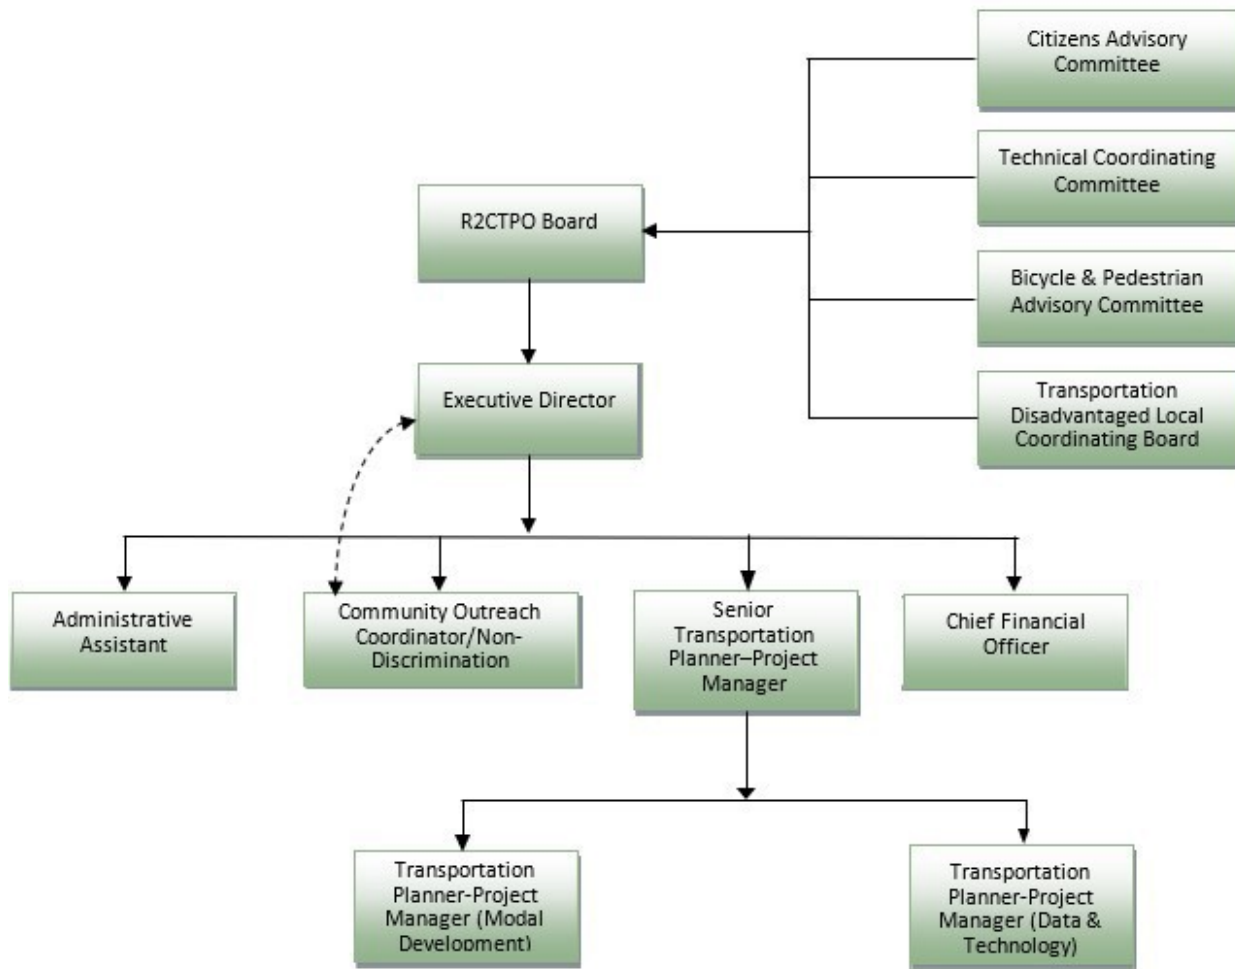 Citizens Advisory
Committee
Technical Coordinating
Committee
R2CTPO Board
Bicycle & Pedestrian
Advisory Committee
Executive Director
Transportation
Disadvantaged Local
Coordinating Board
Administrative
Assistant
Community Outreach
Coordinator/Non-
Discrimination
Senior
Transportation
Planner–Project
Manager
Chief Financial
Officer
Transportation
Planner-Project
Manager (Modal
Development)
Transportation
Planner-Project
Manager (Data &
Technology)